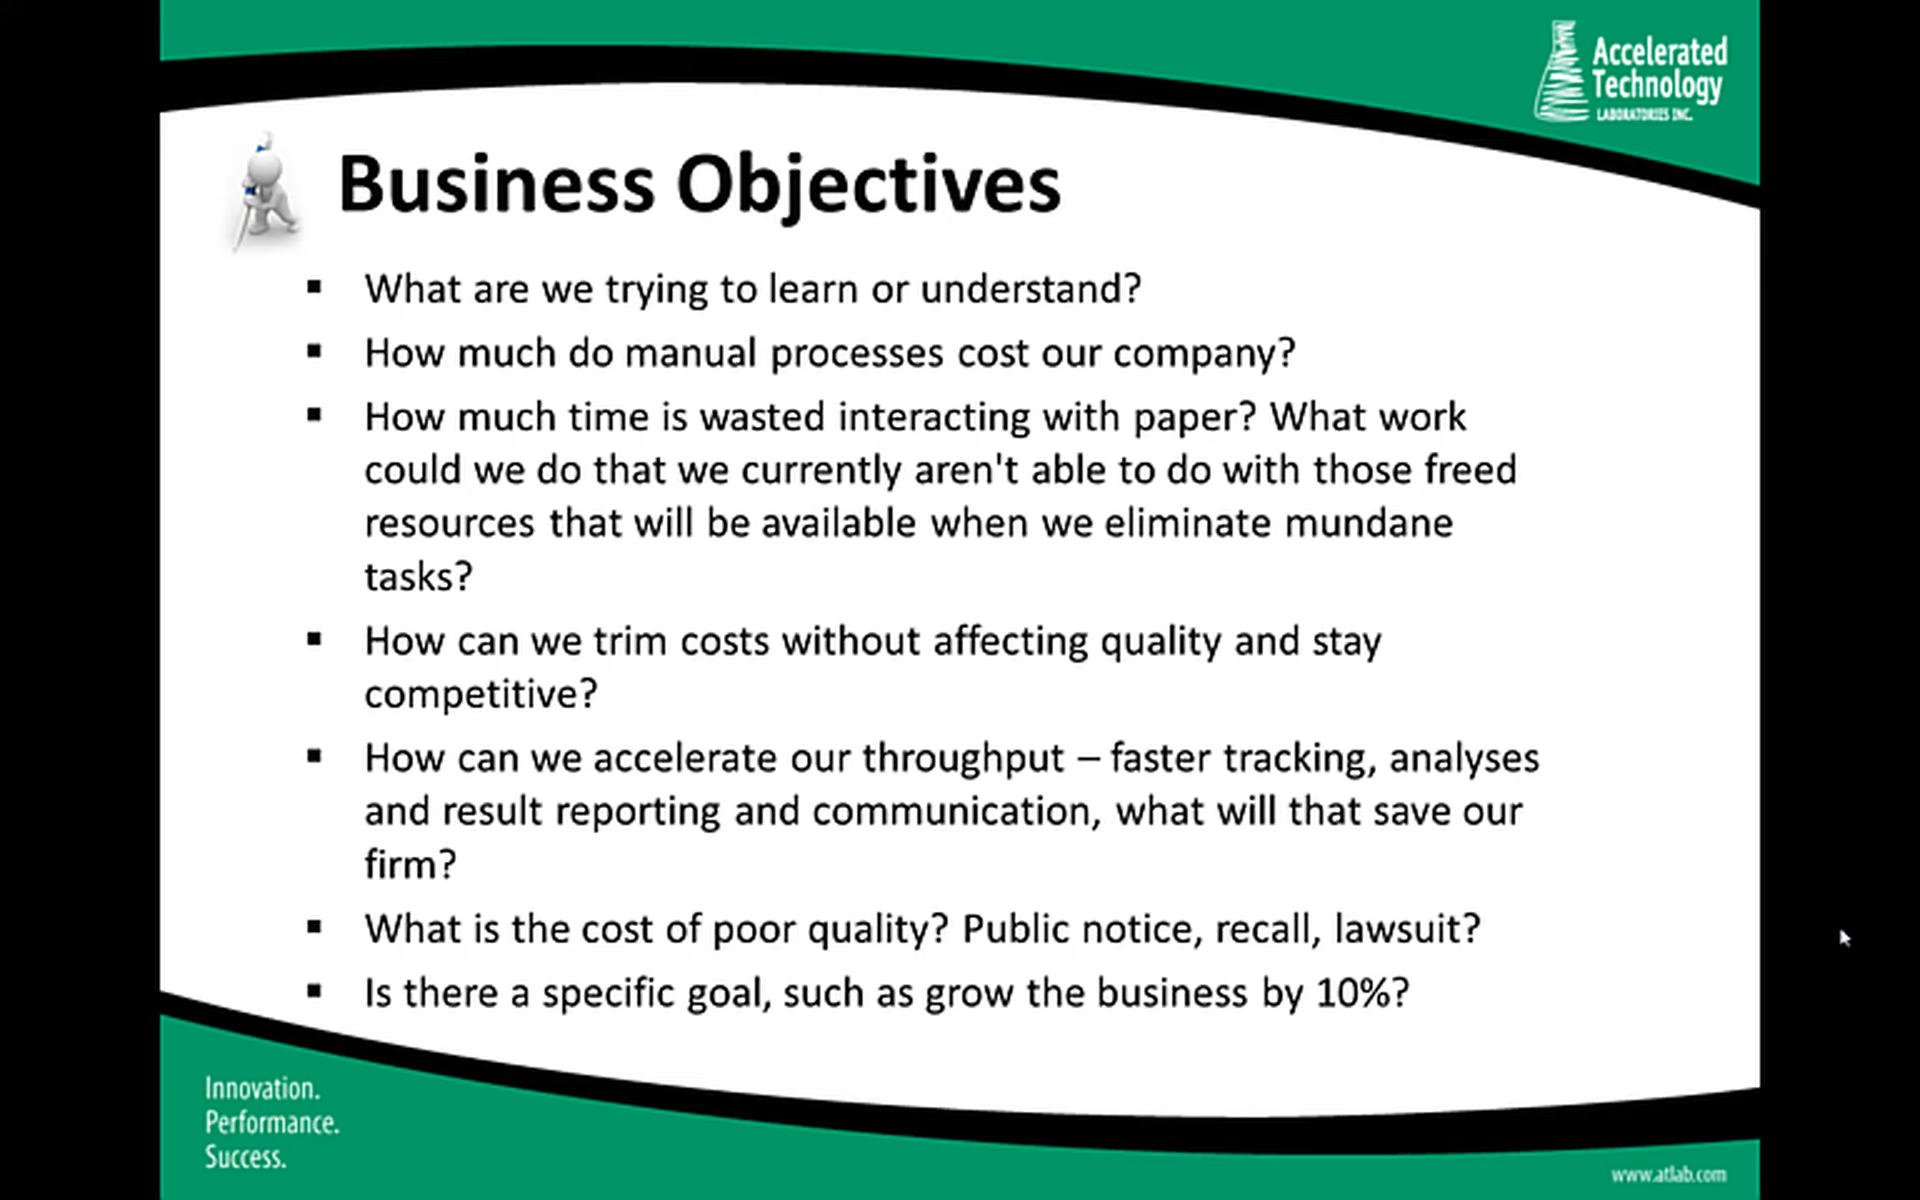 Accelerated
Technology
LABORATORIES INC.
Business Objectives
▪ What are we trying to learn or understand?
▪ How much do manual processes cost our company?
▪ How much time is wasted interacting with paper? What work
could we do that we currently aren't able to do with those freed
resources that will be available when we eliminate mundane
tasks?
▪ How can we trim costs without affecting quality and stay
competitive?
▪ How can we accelerate our throughput – faster tracking, analyses
and result reporting and communication, what will that save our
firm?
▪ What is the cost of poor quality? Public notice, recall, lawsuit?
▪ Is there a specific goal, such as grow the business by 10%?
Innovation.
Performance.
Success.
www.atlab.com